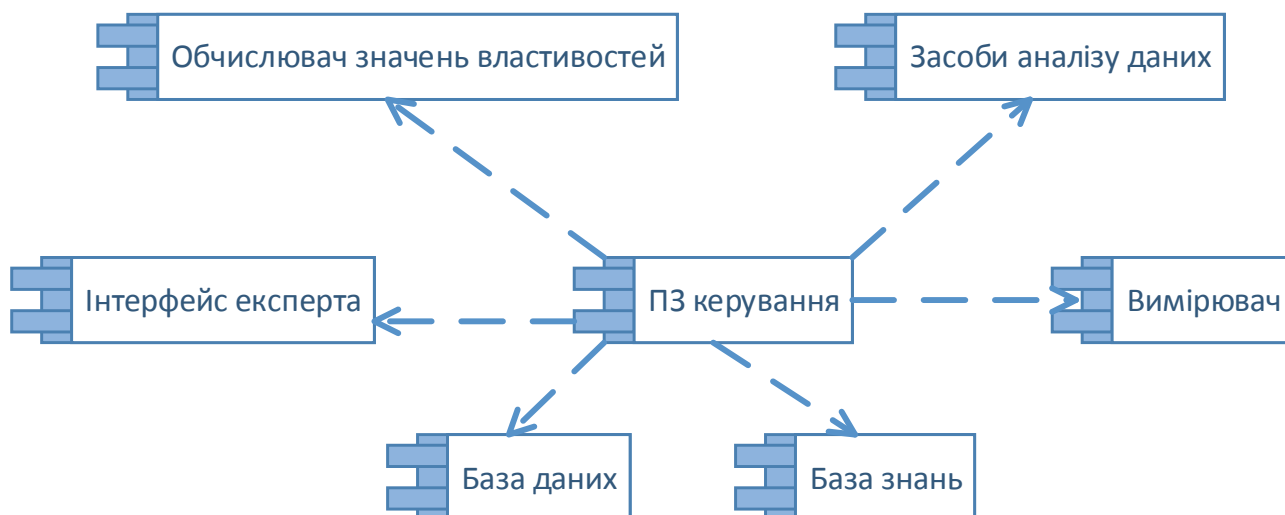 Обчислювач значень властивостей
Засоби аналізу даних
Інтерфейс експерта
ПЗ керування
Вимірювач
База даних
База знань